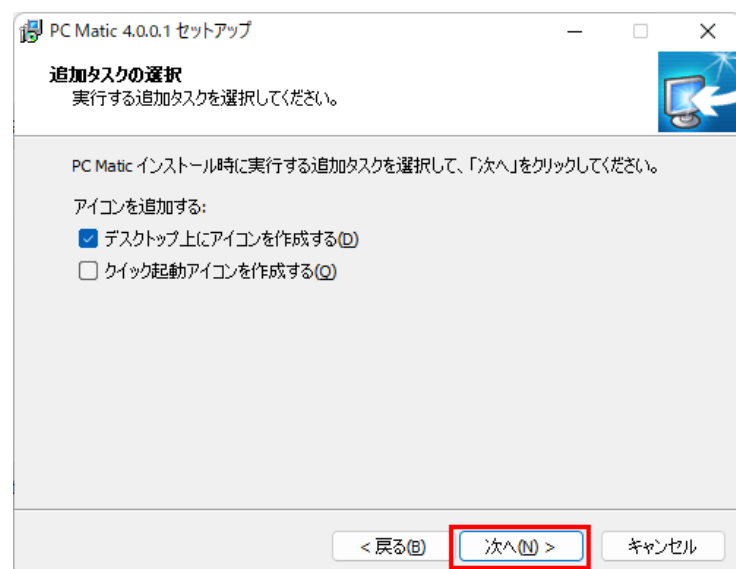 PC Matic 4.0.0.1 セットアップ
追加タスクの選択
実行する追加タスクを選択してください。
PC Matic インストール時に実行する追加タスクを選択して、「次へ」をクリックしてください。
アイコンを追加する:
デスクトップ上にアイコンを作成する(D)
クイック起動アイコンを作成する(Q)
< 戻る(B) 次へ(N) > キャンセル